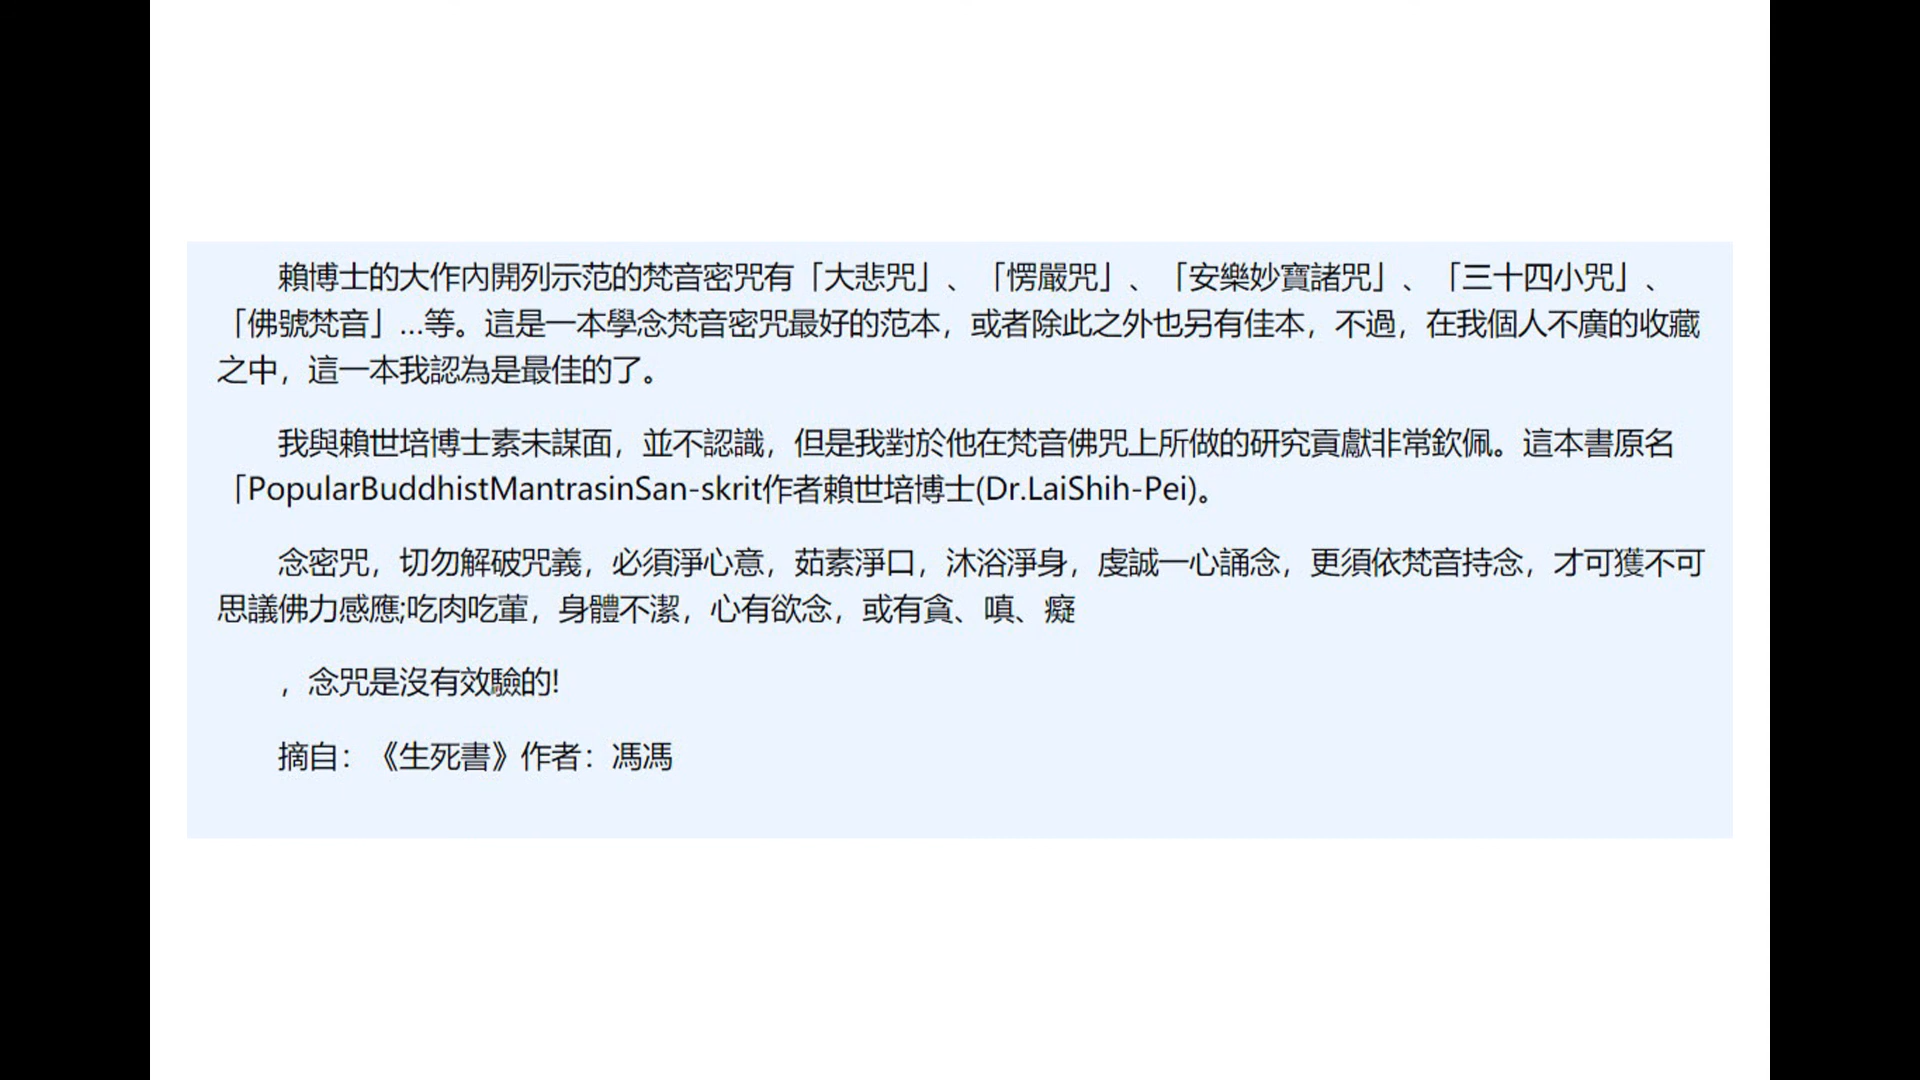 賴博士的大作內開列示范的梵音密咒有「大悲咒」、「愣嚴咒」、「安樂妙寶諸咒」、「三十四小咒」、
「佛號梵音」...等。這是一本學念梵音密咒最好的范本，或者除此之外也另有佳本，不過，在我個人不廣的收藏
之中，這一本我認為是最佳的了。
我與賴世培博士素未謀面，並不認識，但是我對於他在梵音佛咒上所做的研究貢獻非常欽佩。這本書原名
「PopularBuddhistMantrasinSan-skrit作者賴世培博士(Dr.LaiShih-Pei)。
念密咒，切勿解破咒義，必須淨心意，茹素淨口，沐浴淨身，虔誠一心誦念，更須依梵音持念，才可獲不可
思議佛力感應;吃肉吃葷，身體不潔，心有欲念，或有貪、嗔、癡
，念咒是沒有效驗的!
摘自：《生死書》作者：馮馮